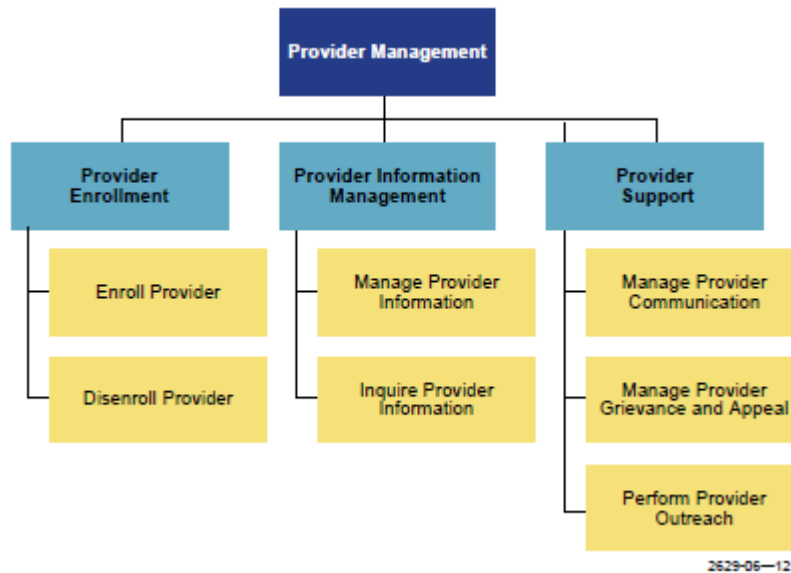 Provider Management
Provider
Enrollment
Provider Information
Management
Provider
Support
Enroll Provider
Manage Provider
Information
Manage Provider
Communication
Disenroll Provider
Inquire Provider
Information
Manage Provider
Grievance and Appeal
Perform Provider
Outreach
2629-06—12